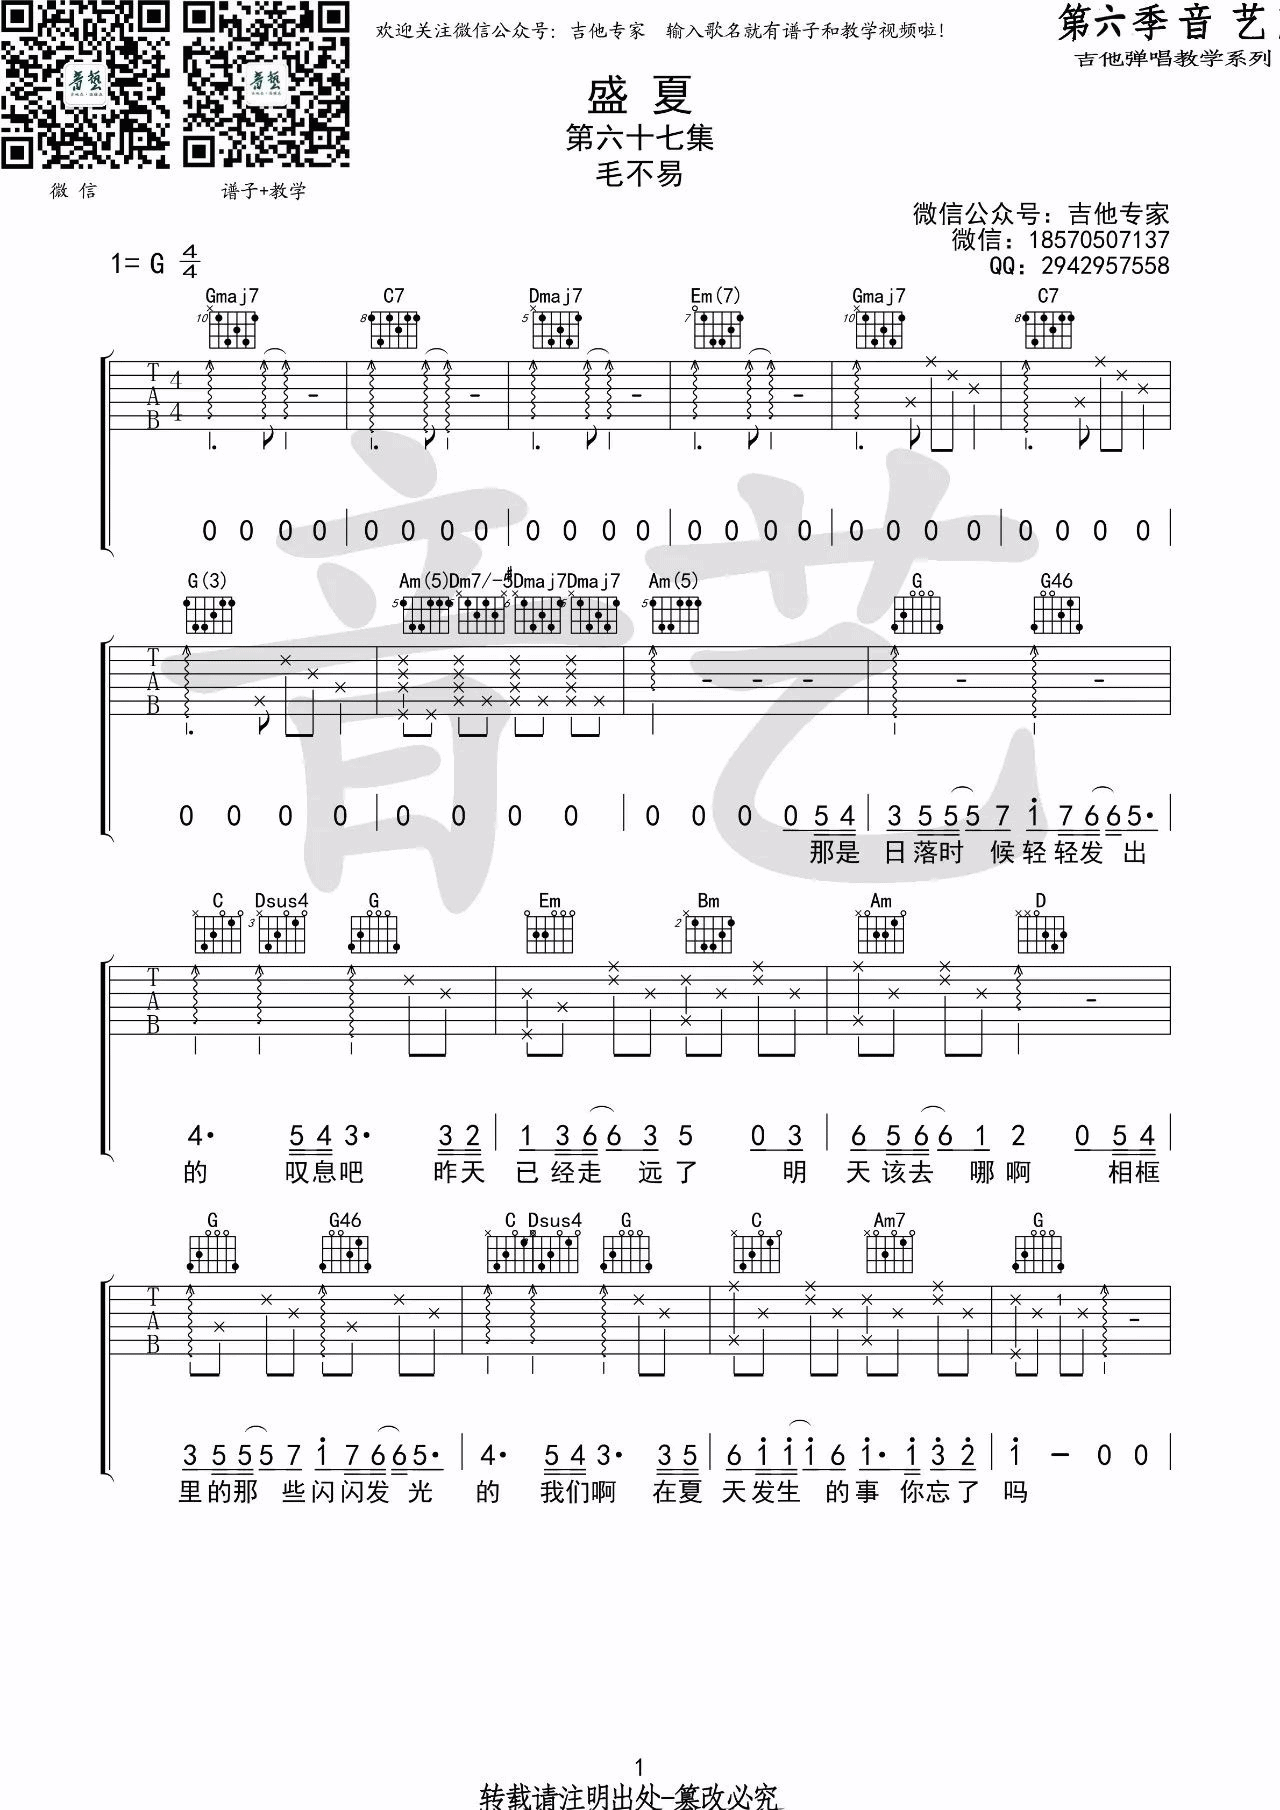 欢迎关注微信公众号：吉他专家　输入歌名就有谱子和教学视频啦！
第六季音艺
吉他弹唱教学系列
音艺
音艺
微信
谱子+教学
盛夏
第六十七集
毛不易
微信公众号：吉他专家
微信：18570507137
QQ：2942957558
1= G 4/4
Gmaj7 C7 Dmaj7 Em(7) Gmaj7 C7
10 8 5 7 10 8
T A B 4 4
0 0 0 0 | 0 0 0 0 | 0 0 0 0 | 0 0 0 0 | 0 0 0 0 | 0 0 0 0
G(3) Am(5) Dm7/-5 #Dmaj7 Dmaj7 Am(5) G G46
T A B
0 0 0 0 | 0 0 0 0 | 0 0 0 0 5 4 | 3 5 5 5 7 1 7 6 6 5·
那是 日落时 候轻轻发 出
C Dsus4 G Em Bm Am D
T A B
4· 5 4 3· 3 2 | 1 3 6 6 3 5 0 3 | 6 5 6 6 1 2 0 5 4
的 叹息吧 昨天 已经走 远了 明 天该去 哪啊 相框
G G46 C Dsus4 G C Am7 G
T A B
1
3 5 5 5 7 1 7 6 6 5· | 4· 5 4 3· 3 5 | 6 1 1 1 6 1· 1 3 2 | 1 - 0 0
里的那 些闪闪发 光 的 我们啊 在夏 天发生 的事 你忘了 吗
音艺
1
转载请注明出处-篡改必究